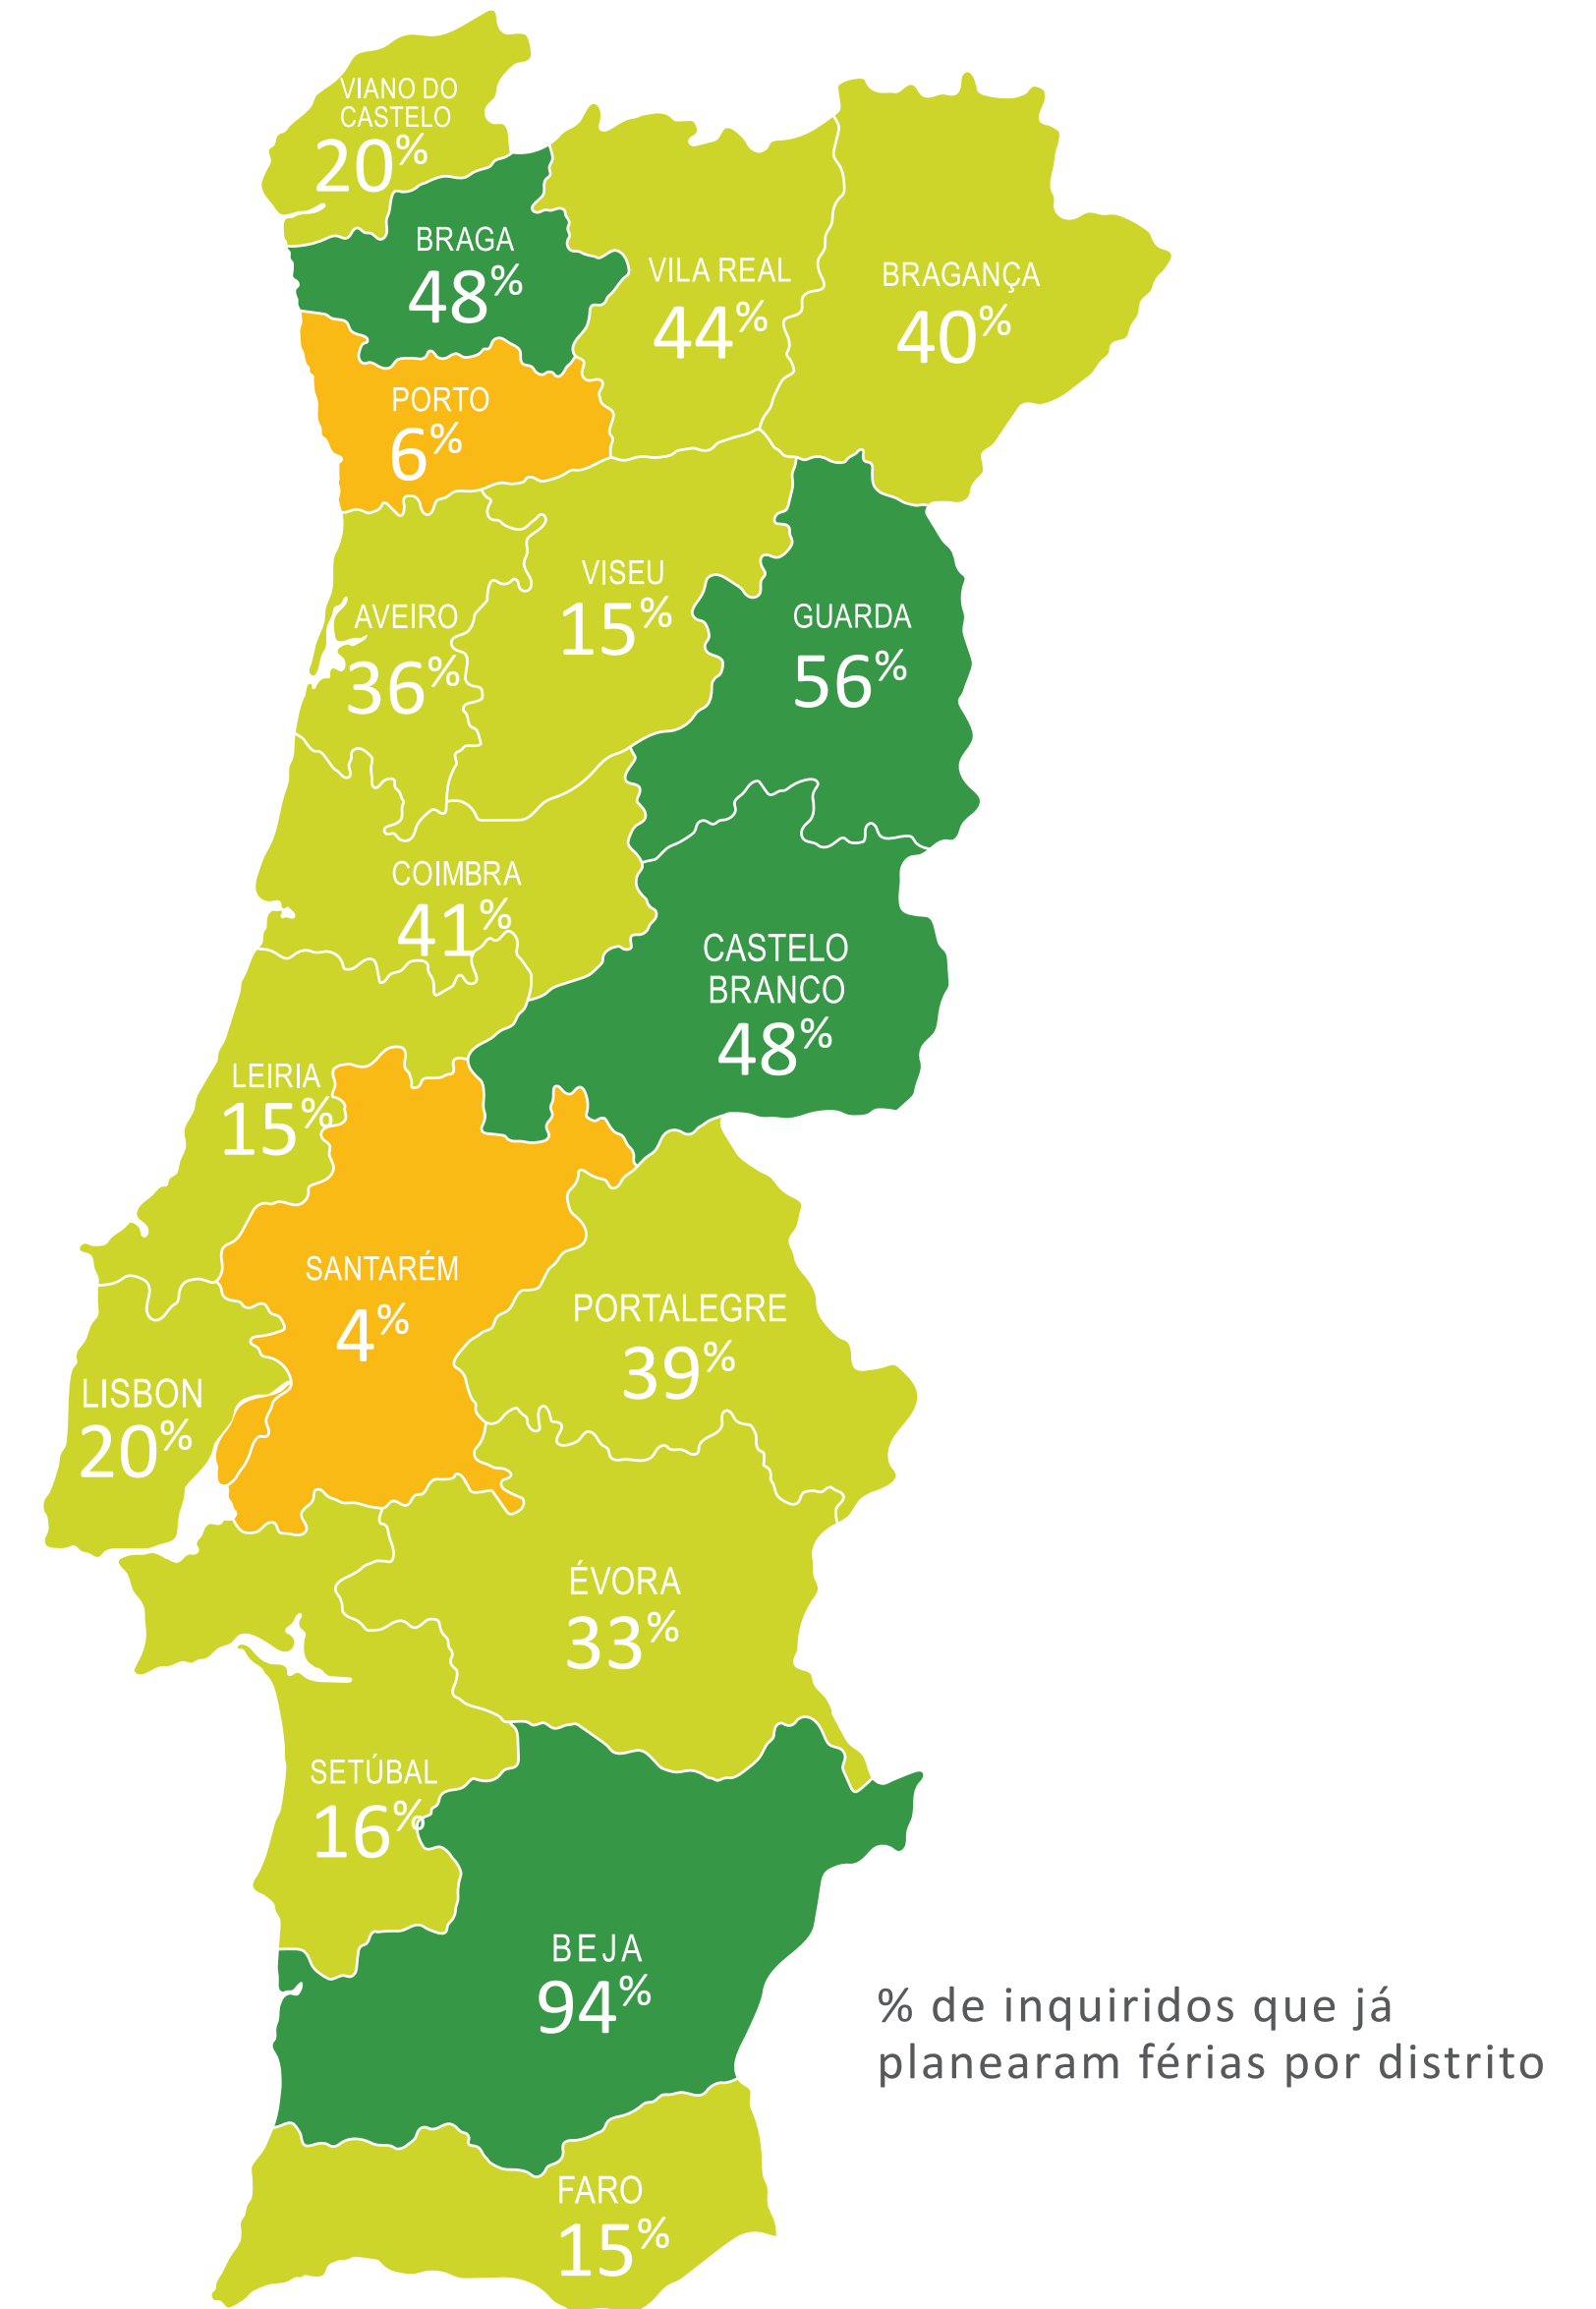 VIANO DO
CASTELO
20%
BRAGA
48%
VILA REAL
44%
BRAGANÇA
40%
PORTO
6%
VISEU
15%
AVEIRO
36%
GUARDA
56%
COIMBRA
41%
CASTELO
BRANCO
48%
LEIRIA
15%
SANTARÉM
4%
PORTALEGRE
39%
LISBON
20%
ÉVORA
33%
SETÚBAL
16%
BEJA
94%
% de inquiridos que já
planearam férias por distrito
FARO
15%